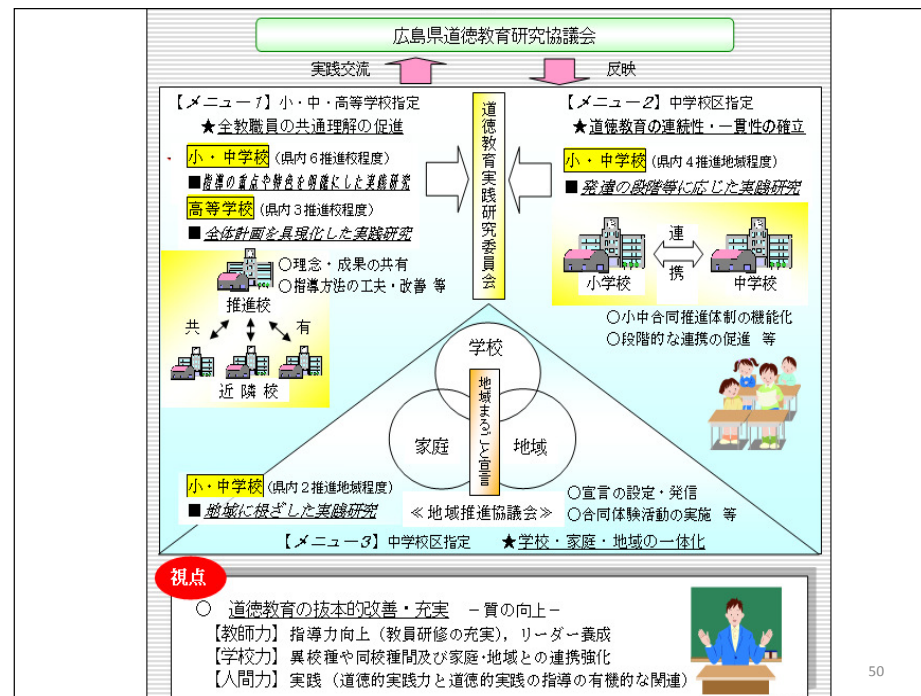 広島県道徳教育研究協議会
実践交流
反映
【メニュー1】小・中・高等学校指定
★全教職員の共通理解の促進
小・中学校(県内6推進校程度)
■指導の重点や特色を明確にした実践研究
高等学校(県内3推進校程度)
■全体計画を具現化した実践研究
○理念・成果の共有
○指導方法の工夫・改善 等
推進校
共 有
近隣校
道徳教育実践研究委員会
【メニュー2】中学校区指定
★道徳教育の連続性・一貫性の確立
小・中学校(県内4推進地域程度)
■発達の段階等に応じた実践研究
連
携
小学校
中学校
○小中合同推進体制の機能化
○段階的な連携の促進 等
学校
家庭
地域
地域まるごと宣言
小・中学校(県内2推進地域程度)
■地域に根ざした実践研究
≪地域推進協議会≫
○宣言の設定・発信
○合同体験活動の実施 等
【メニュー3】中学校区指定 ★学校・家庭・地域の一体化
視点
○ 道徳教育の抜本的改善・充実 −質の向上−
【教師力】指導力向上(教員研修の充実),リーダー養成
【学校力】異校種や同校種間及び家庭・地域との連携強化
【人間力】実践(道徳的実践力と道徳的実践の指導の有機的な関連)
50